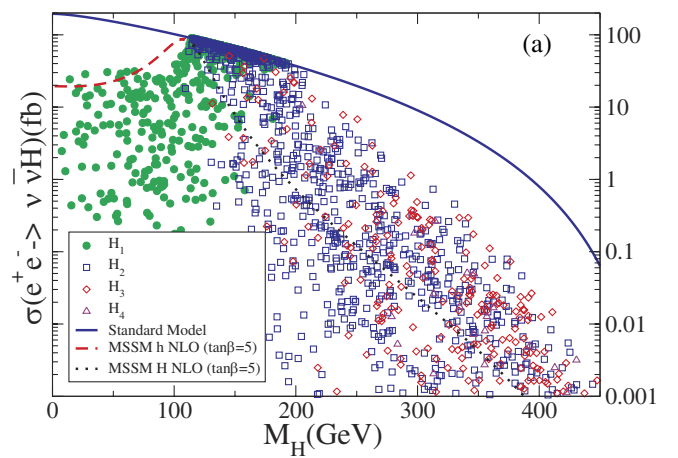 (a)
100
10
1
0.1
0.01
0.001
σ(e⁺ e⁻ -> ν ν̅H)(fb)
H₁
H₂
H₃
H₄
Standard Model
MSSM h NLO (tanβ=5)
MSSM H NLO (tanβ=5)
0 100 200 300 400
M_H(GeV)